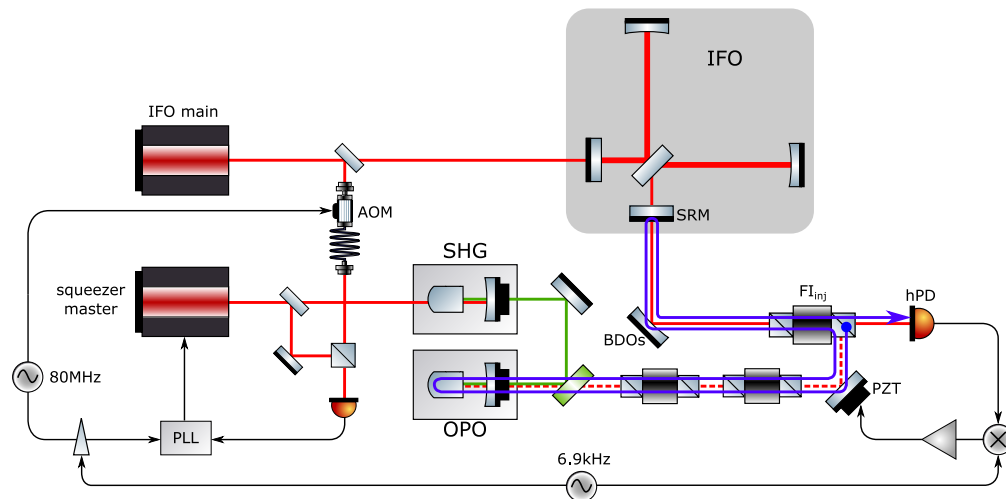 IFO main
IFO
AOM
SRM
SHG
squeezer
master
FIinj
hPD
BDOs
80MHz
PZT
OPO
PLL
6.9kHz